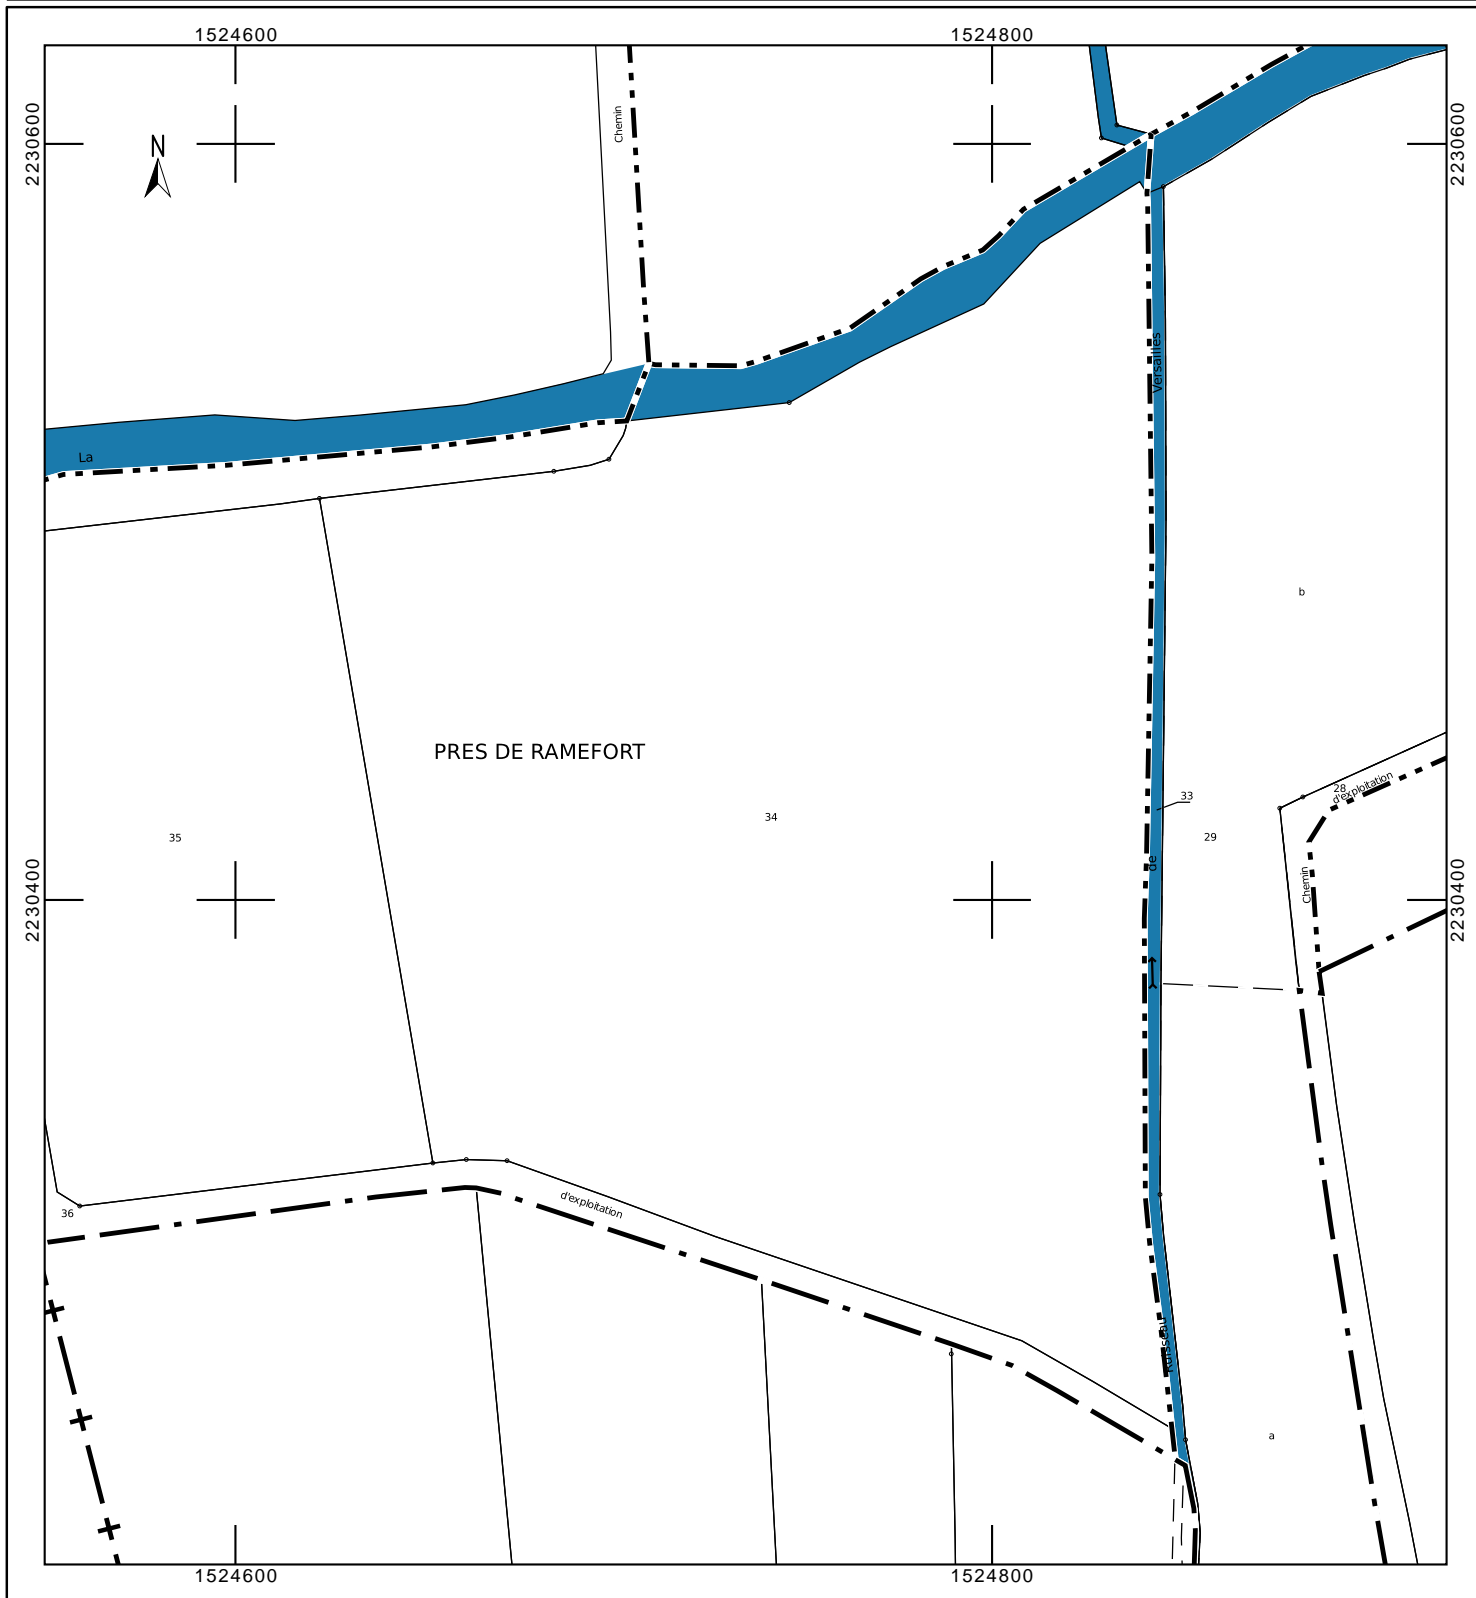 1524600
1524800
2230600
2230600
N
Chemin
Versailles
La
b
PRES DE RAMEFORT
33
28
d'exploitation
34
35
29
de
Chemin
2230400
2230400
d'exploitation
36
Ruisseau
a
1524600
1524800